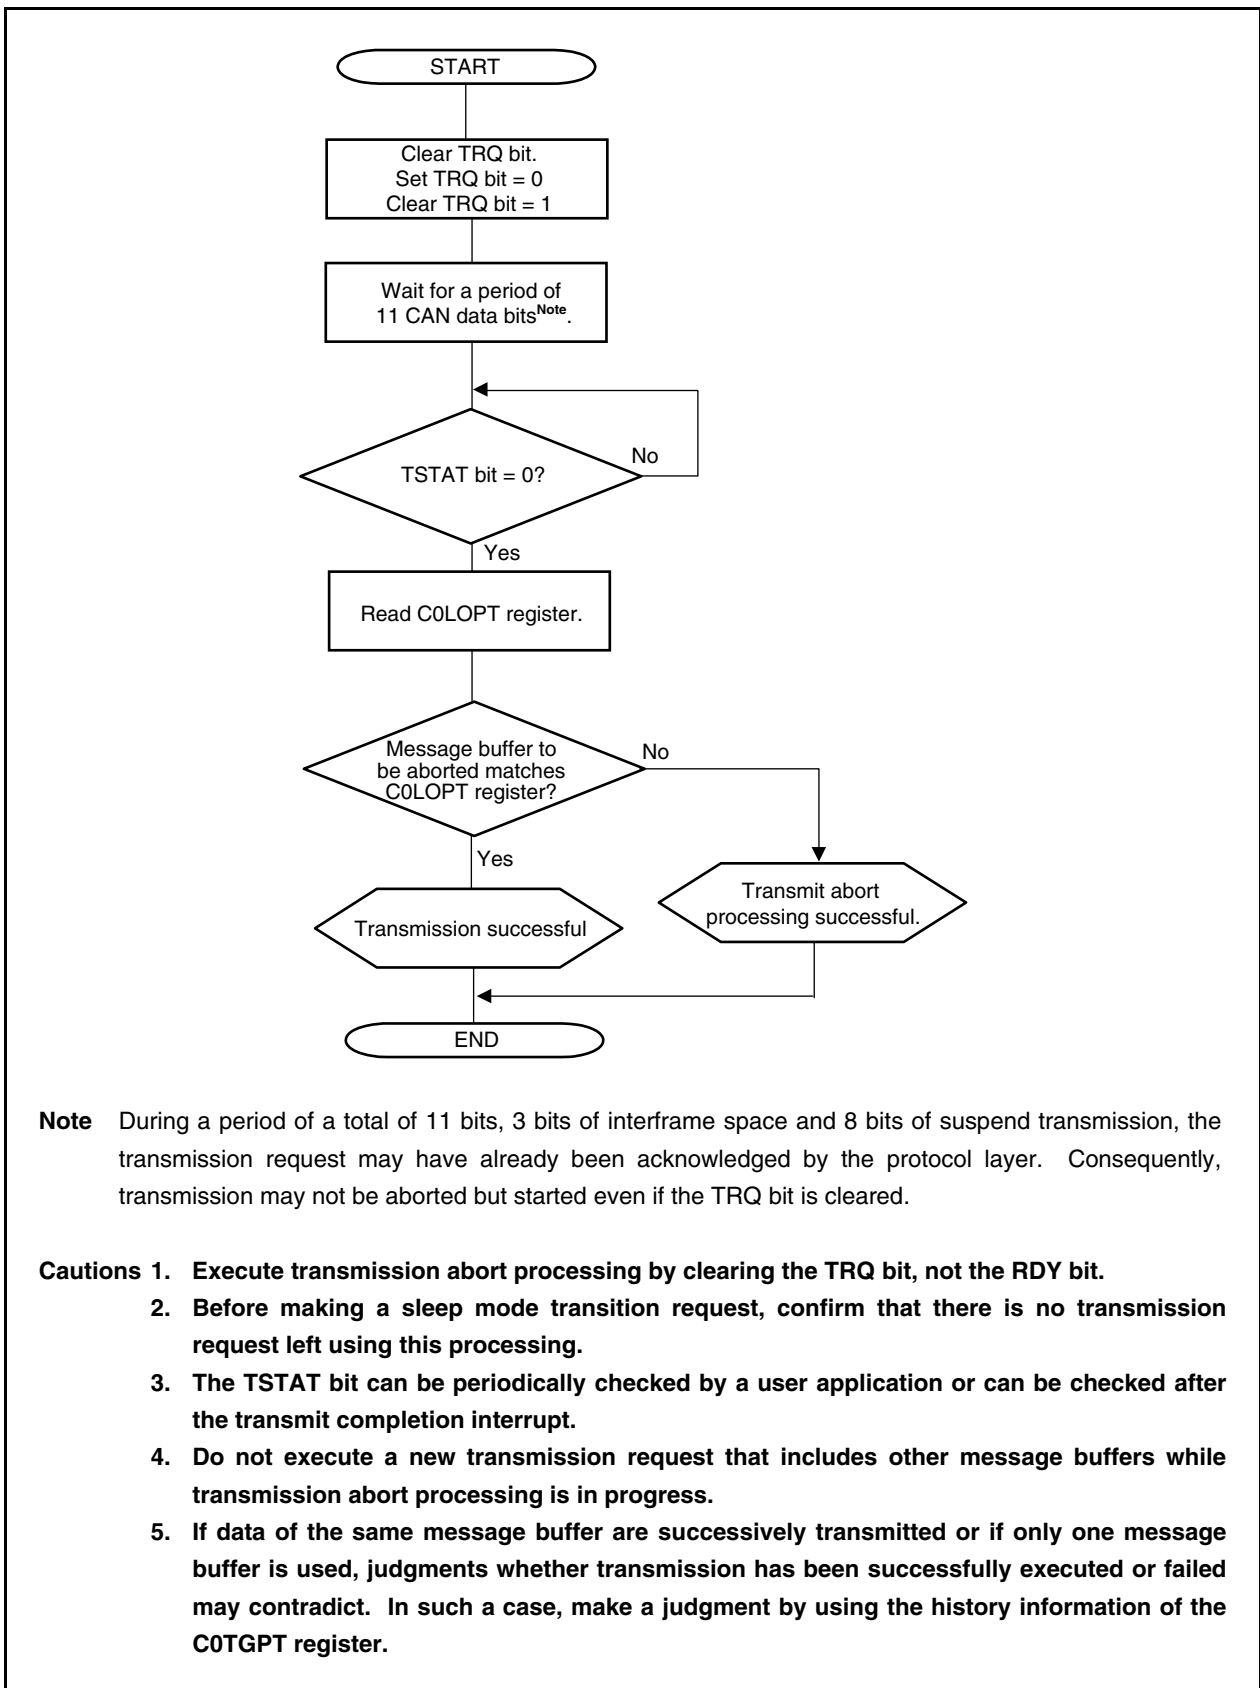 START
Clear TRQ bit.
Set TRQ bit = 0
Clear TRQ bit = 1
Wait for a period of
11 CAN data bitsNote.
TSTAT bit = 0?
No
Yes
Read C0LOPT register.
Message buffer to
be aborted matches
C0LOPT register?
No
Yes
Transmit abort
processing successful.
Transmission successful
END
Note During a period of a total of 11 bits, 3 bits of interframe space and 8 bits of suspend transmission, the
transmission request may have already been acknowledged by the protocol layer. Consequently,
transmission may not be aborted but started even if the TRQ bit is cleared.
Cautions 1. Execute transmission abort processing by clearing the TRQ bit, not the RDY bit.
2. Before making a sleep mode transition request, confirm that there is no transmission
request left using this processing.
3. The TSTAT bit can be periodically checked by a user application or can be checked after
the transmit completion interrupt.
4. Do not execute a new transmission request that includes other message buffers while
transmission abort processing is in progress.
5. If data of the same message buffer are successively transmitted or if only one message
buffer is used, judgments whether transmission has been successfully executed or failed
may contradict. In such a case, make a judgment by using the history information of the
C0TGPT register.